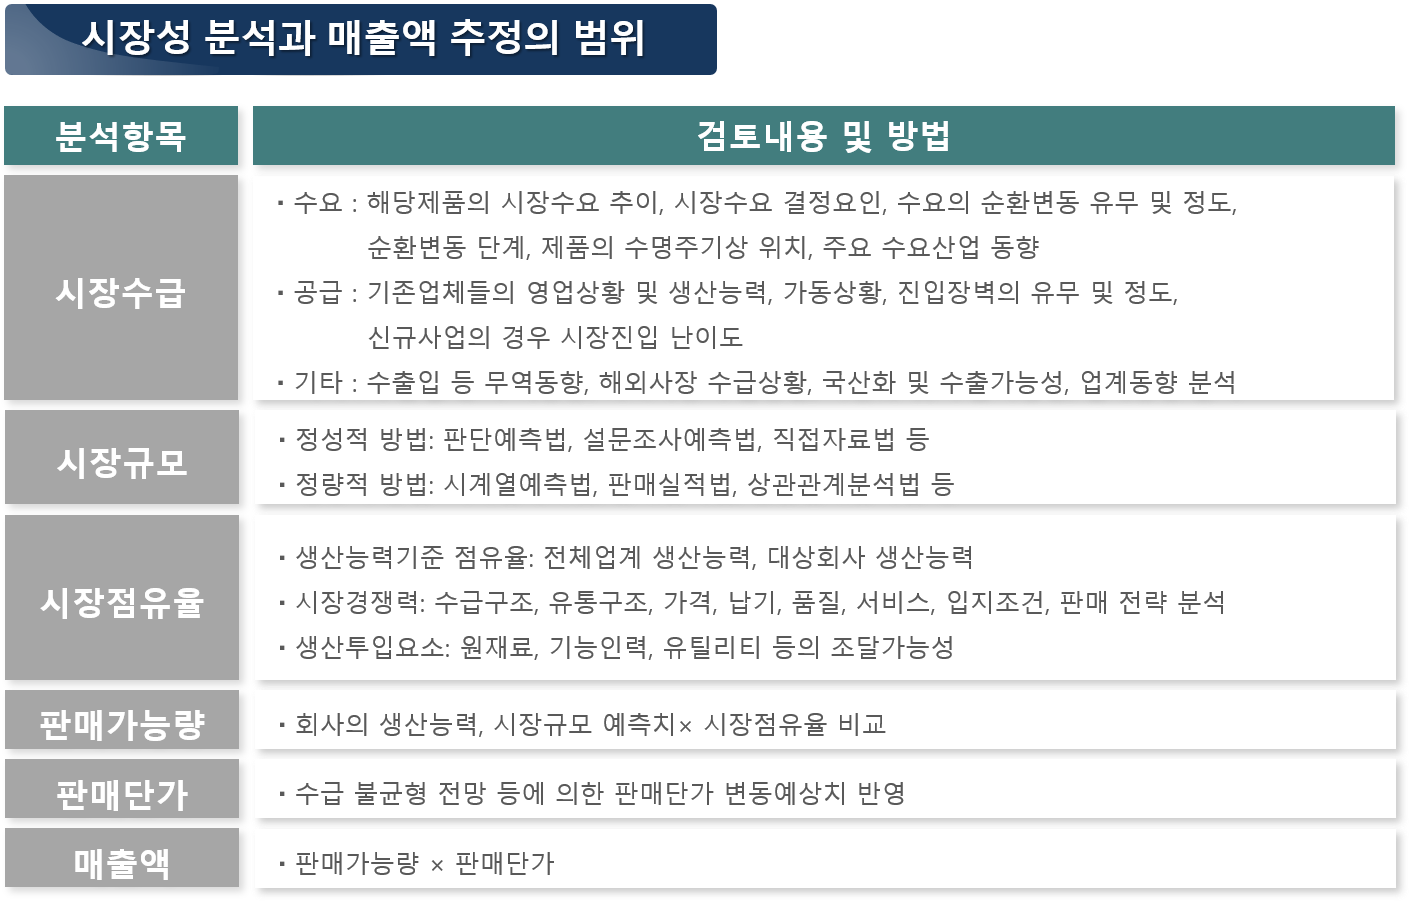 시장성 분석과 매출액 추정의 범위
분석항목
검토내용 및 방법
시장수급
· 수요 : 해당제품의 시장수요 추이, 시장수요 결정요인, 수요의 순환변동 유무 및 정도,
순환변동 단계, 제품의 수명주기상 위치, 주요 수요산업 동향
· 공급 : 기존업체들의 영업상황 및 생산능력, 가동상황, 진입장벽의 유무 및 정도,
신규사업의 경우 시장진입 난이도
· 기타 : 수출입 등 무역동향, 해외사장 수급상황, 국산화 및 수출가능성, 업계동향 분석
시장규모
· 정성적 방법: 판단예측법, 설문조사예측법, 직접자료법 등
· 정량적 방법: 시계열예측법, 판매실적법, 상관관계분석법 등
시장점유율
· 생산능력기준 점유율: 전체업계 생산능력, 대상회사 생산능력
· 시장경쟁력: 수급구조, 유통구조, 가격, 납기, 품질, 서비스, 입지조건, 판매 전략 분석
· 생산투입요소: 원재료, 기능인력, 유틸리티 등의 조달가능성
판매가능량
· 회사의 생산능력, 시장규모 예측치× 시장점유율 비교
판매단가
· 수급 불균형 전망 등에 의한 판매단가 변동예상치 반영
매출액
· 판매가능량 × 판매단가